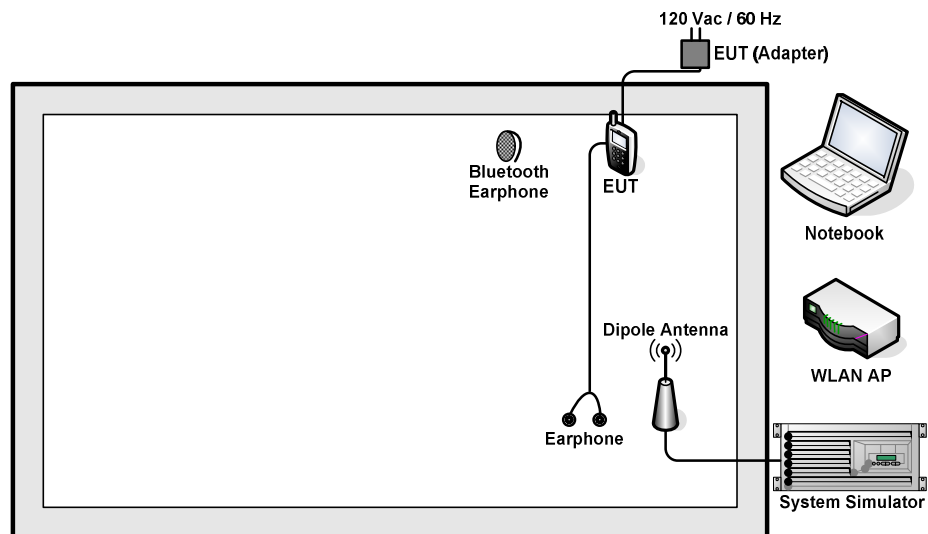 120 Vac / 60 Hz
EUT (Adapter)
Bluetooth
Earphone
EUT
Notebook
Dipole Antenna
WLAN AP
Earphone
System Simulator